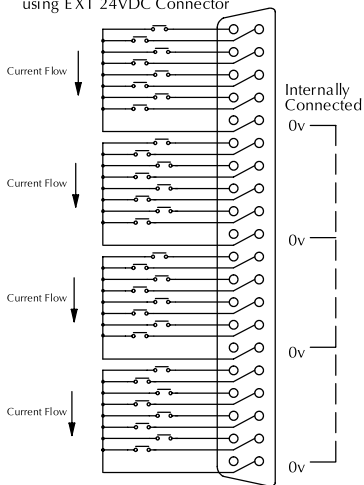 using EXT 24VDC Connector
Current Flow
Internally
Connected
0v
Current Flow
0v
Current Flow
0v
Current Flow
0v